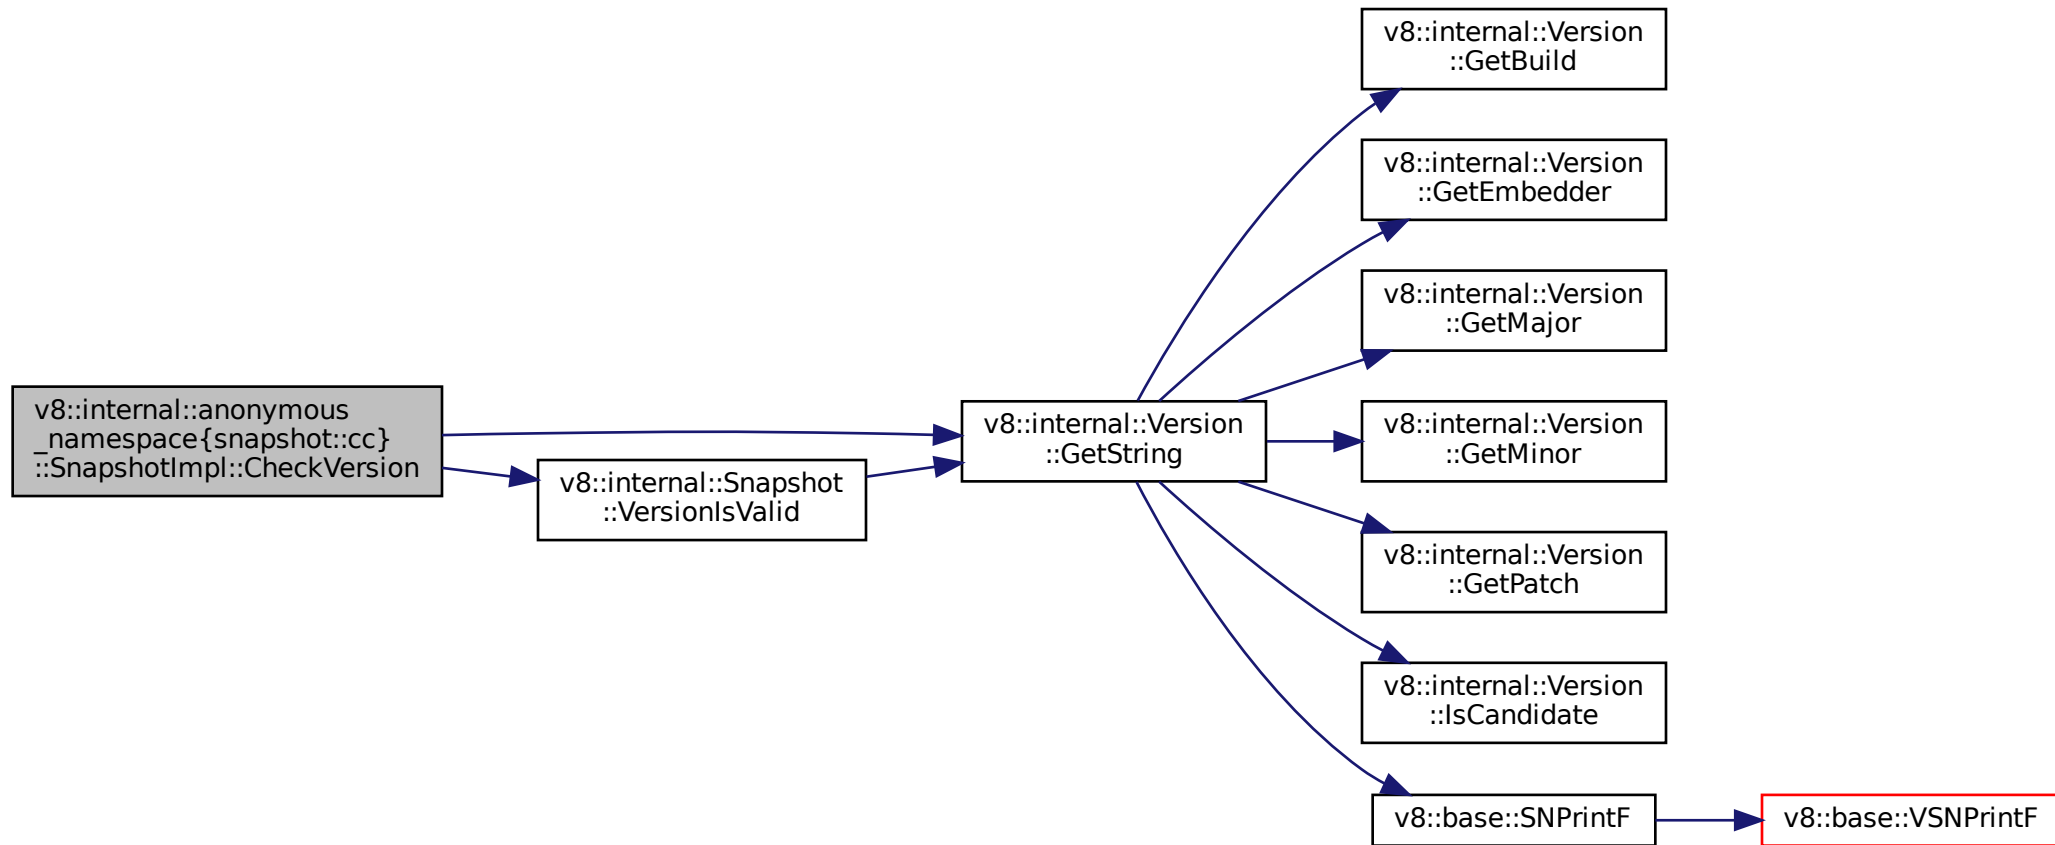 v8::internal::anonymous
_namespace{snapshot::cc}
::SnapshotImpl::CheckVersion
v8::internal::Snapshot
::VersionIsValid
v8::internal::Version
::GetString
v8::internal::Version
::GetBuild
v8::internal::Version
::GetEmbedder
v8::internal::Version
::GetMajor
v8::internal::Version
::GetMinor
v8::internal::Version
::GetPatch
v8::internal::Version
::IsCandidate
v8::base::SNPrintF
v8::base::VSNPrintF